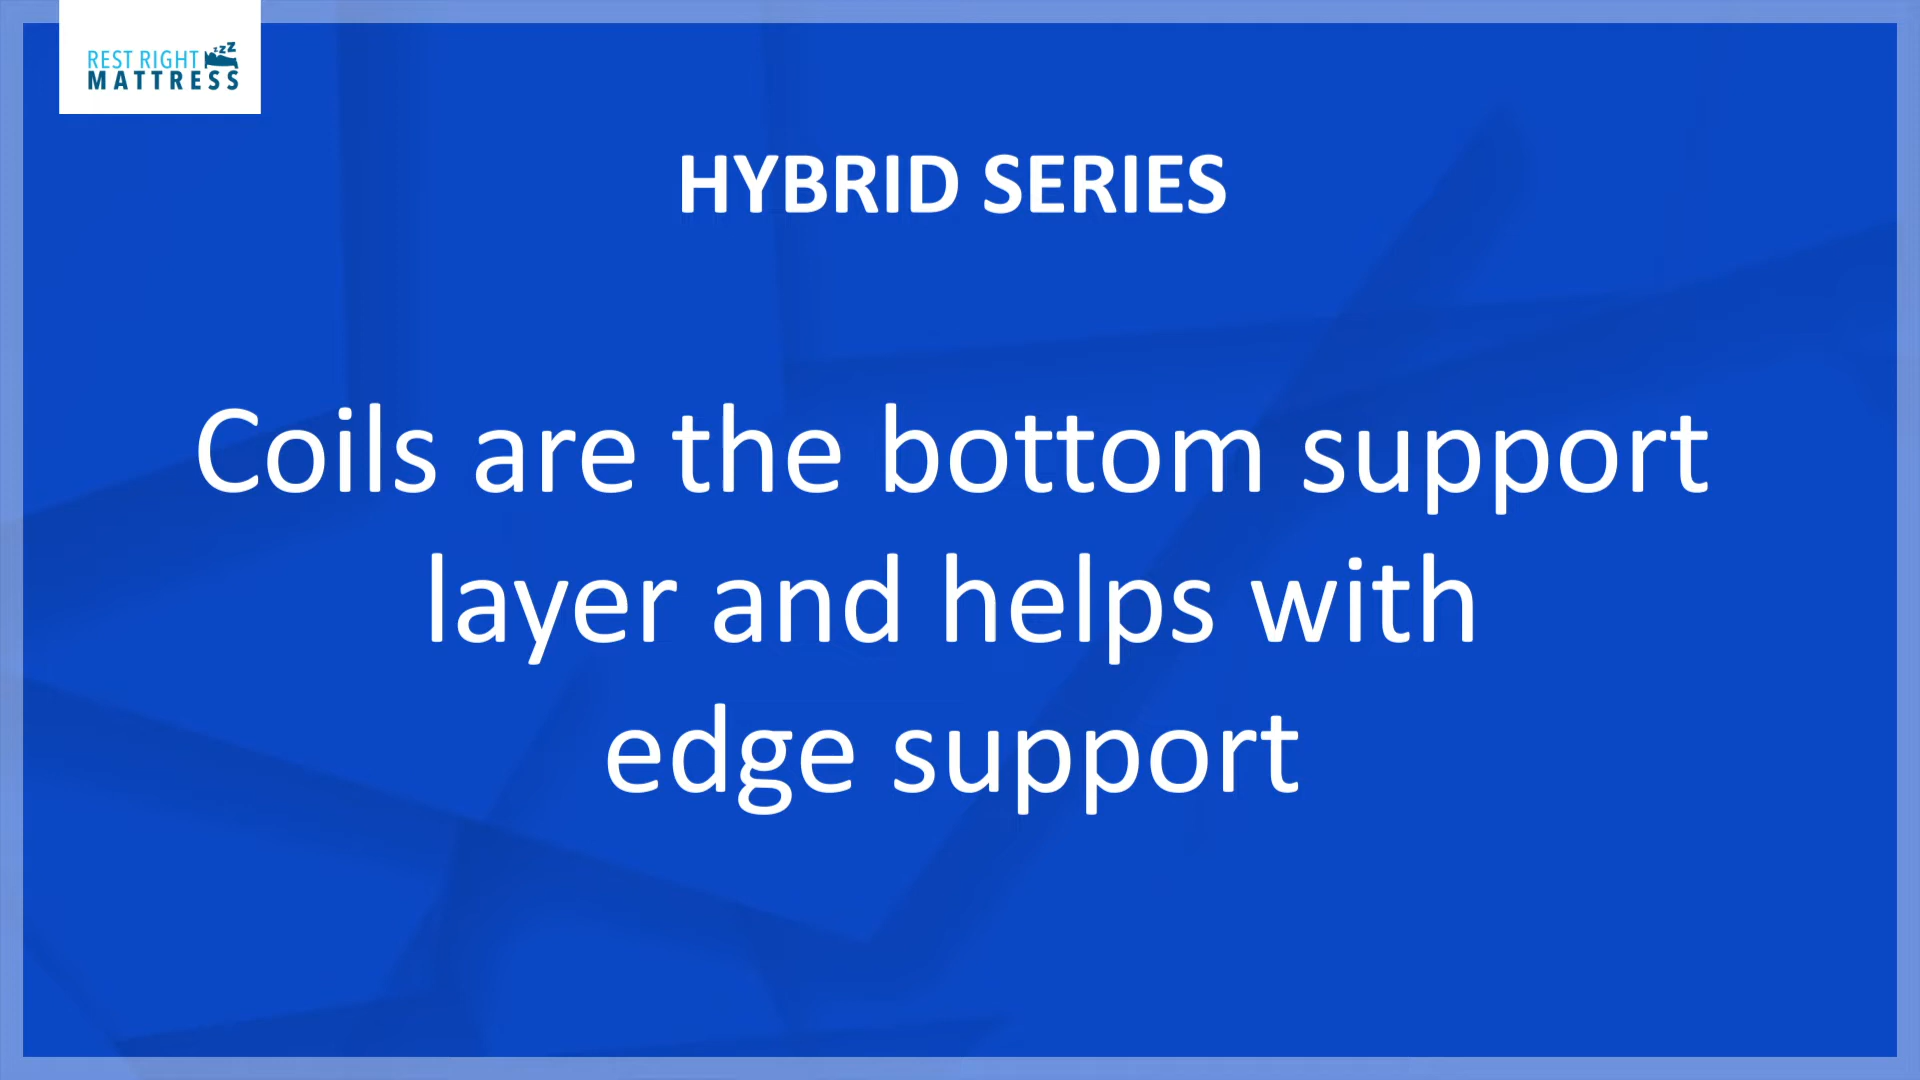 REST RIGHT
MATTRESS
HYBRID SERIES
Coils are the bottom support
layer and helps with
edge support